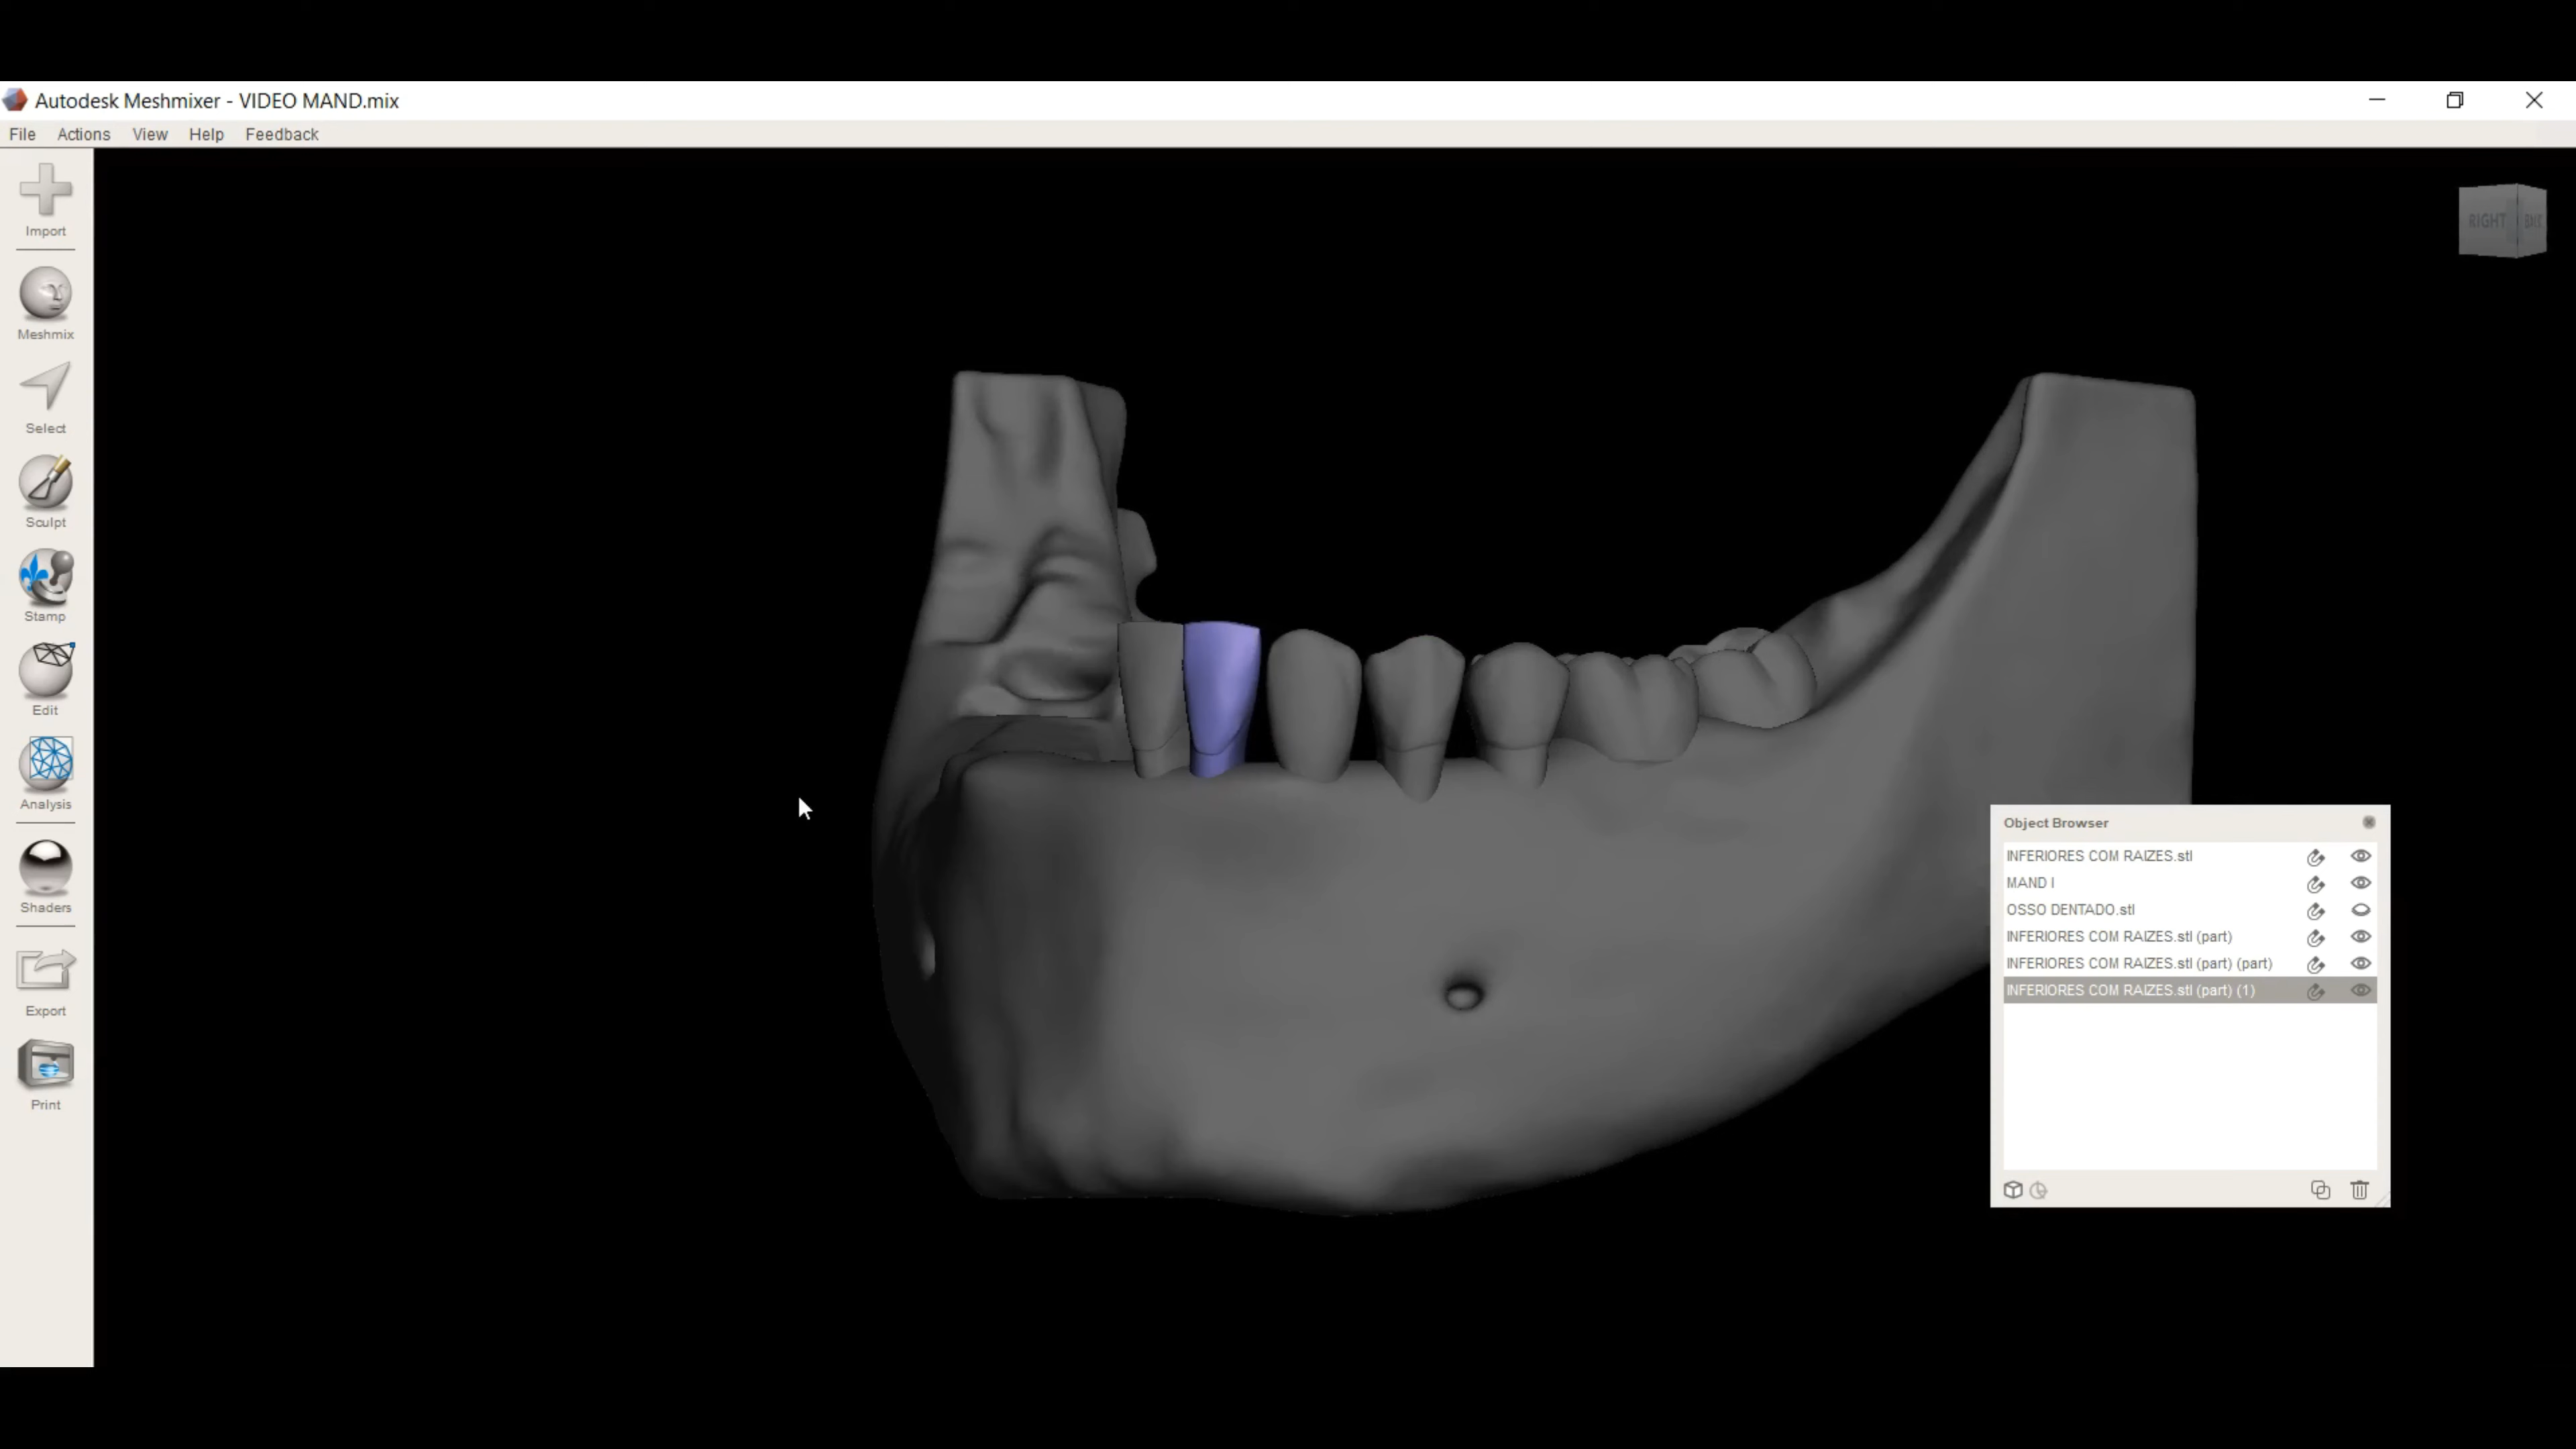 Autodesk Meshmixer - VIDEO MAND.mix
File Actions View Help Feedback
Import
Meshmix
Select
Sculpt
Stamp
Edit
Analysis
Shaders
Export
Print
RIGHT BACK
Object Browser
INFERIORES COM RAIZES.stl
MAND I
OSSO DENTADO.stl
INFERIORES COM RAIZES.stl (part)
INFERIORES COM RAIZES.stl (part) (part)
INFERIORES COM RAIZES.stl (part) (1)